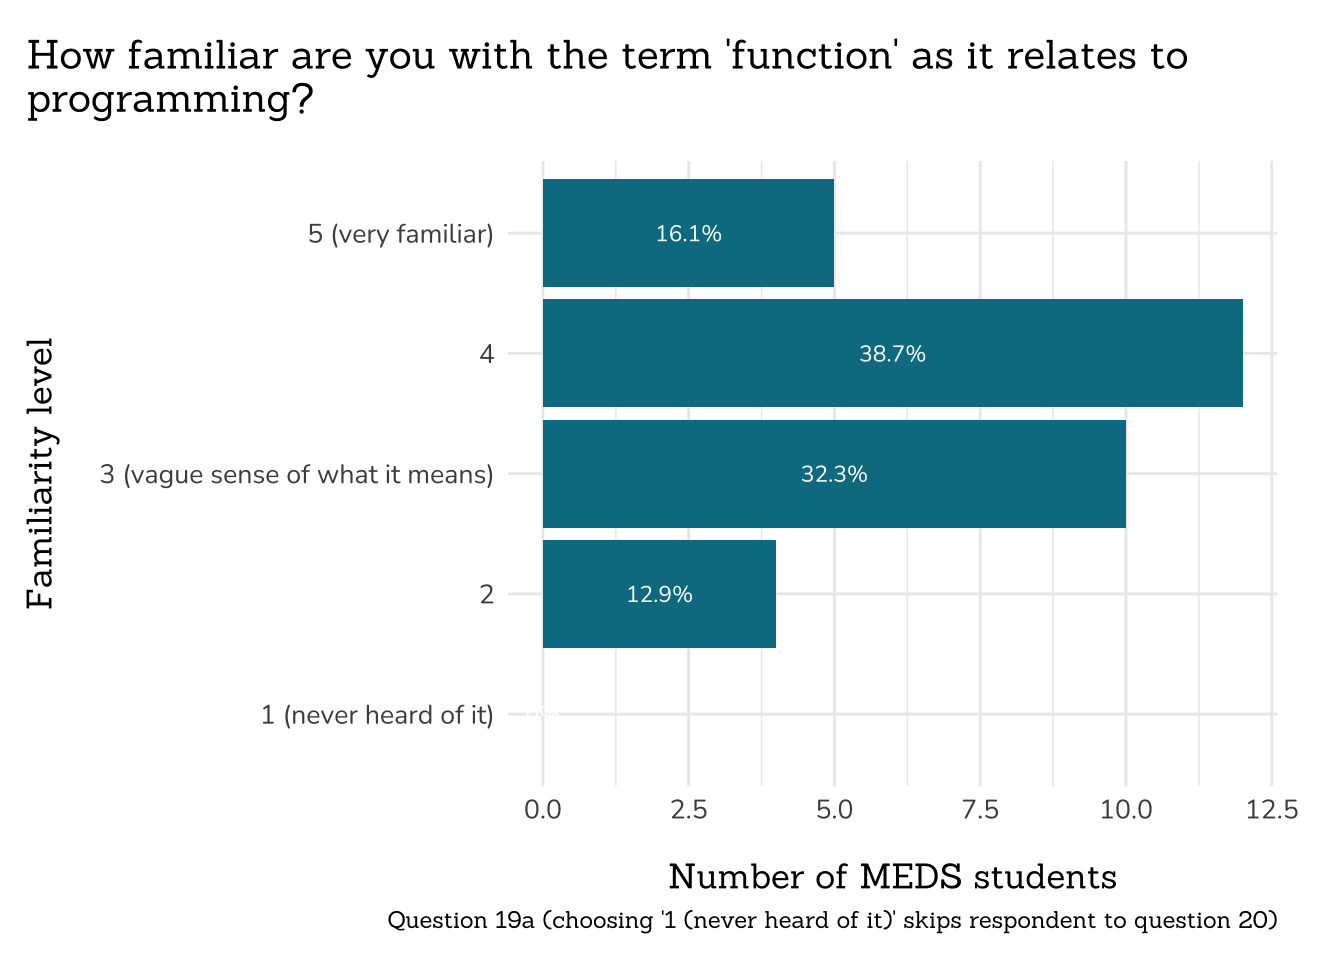 How familiar are you with the term 'function' as it relates to
programming?
5 (very familiar)
16.1%
4
38.7%
3 (vague sense of what it means)
32.3%
2
12.9%
1 (never heard of it)
Familiarity level
0.0 2.5 5.0 7.5 10.0 12.5
Number of MEDS students
Question 19a (choosing '1 (never heard of it)' skips respondent to question 20)